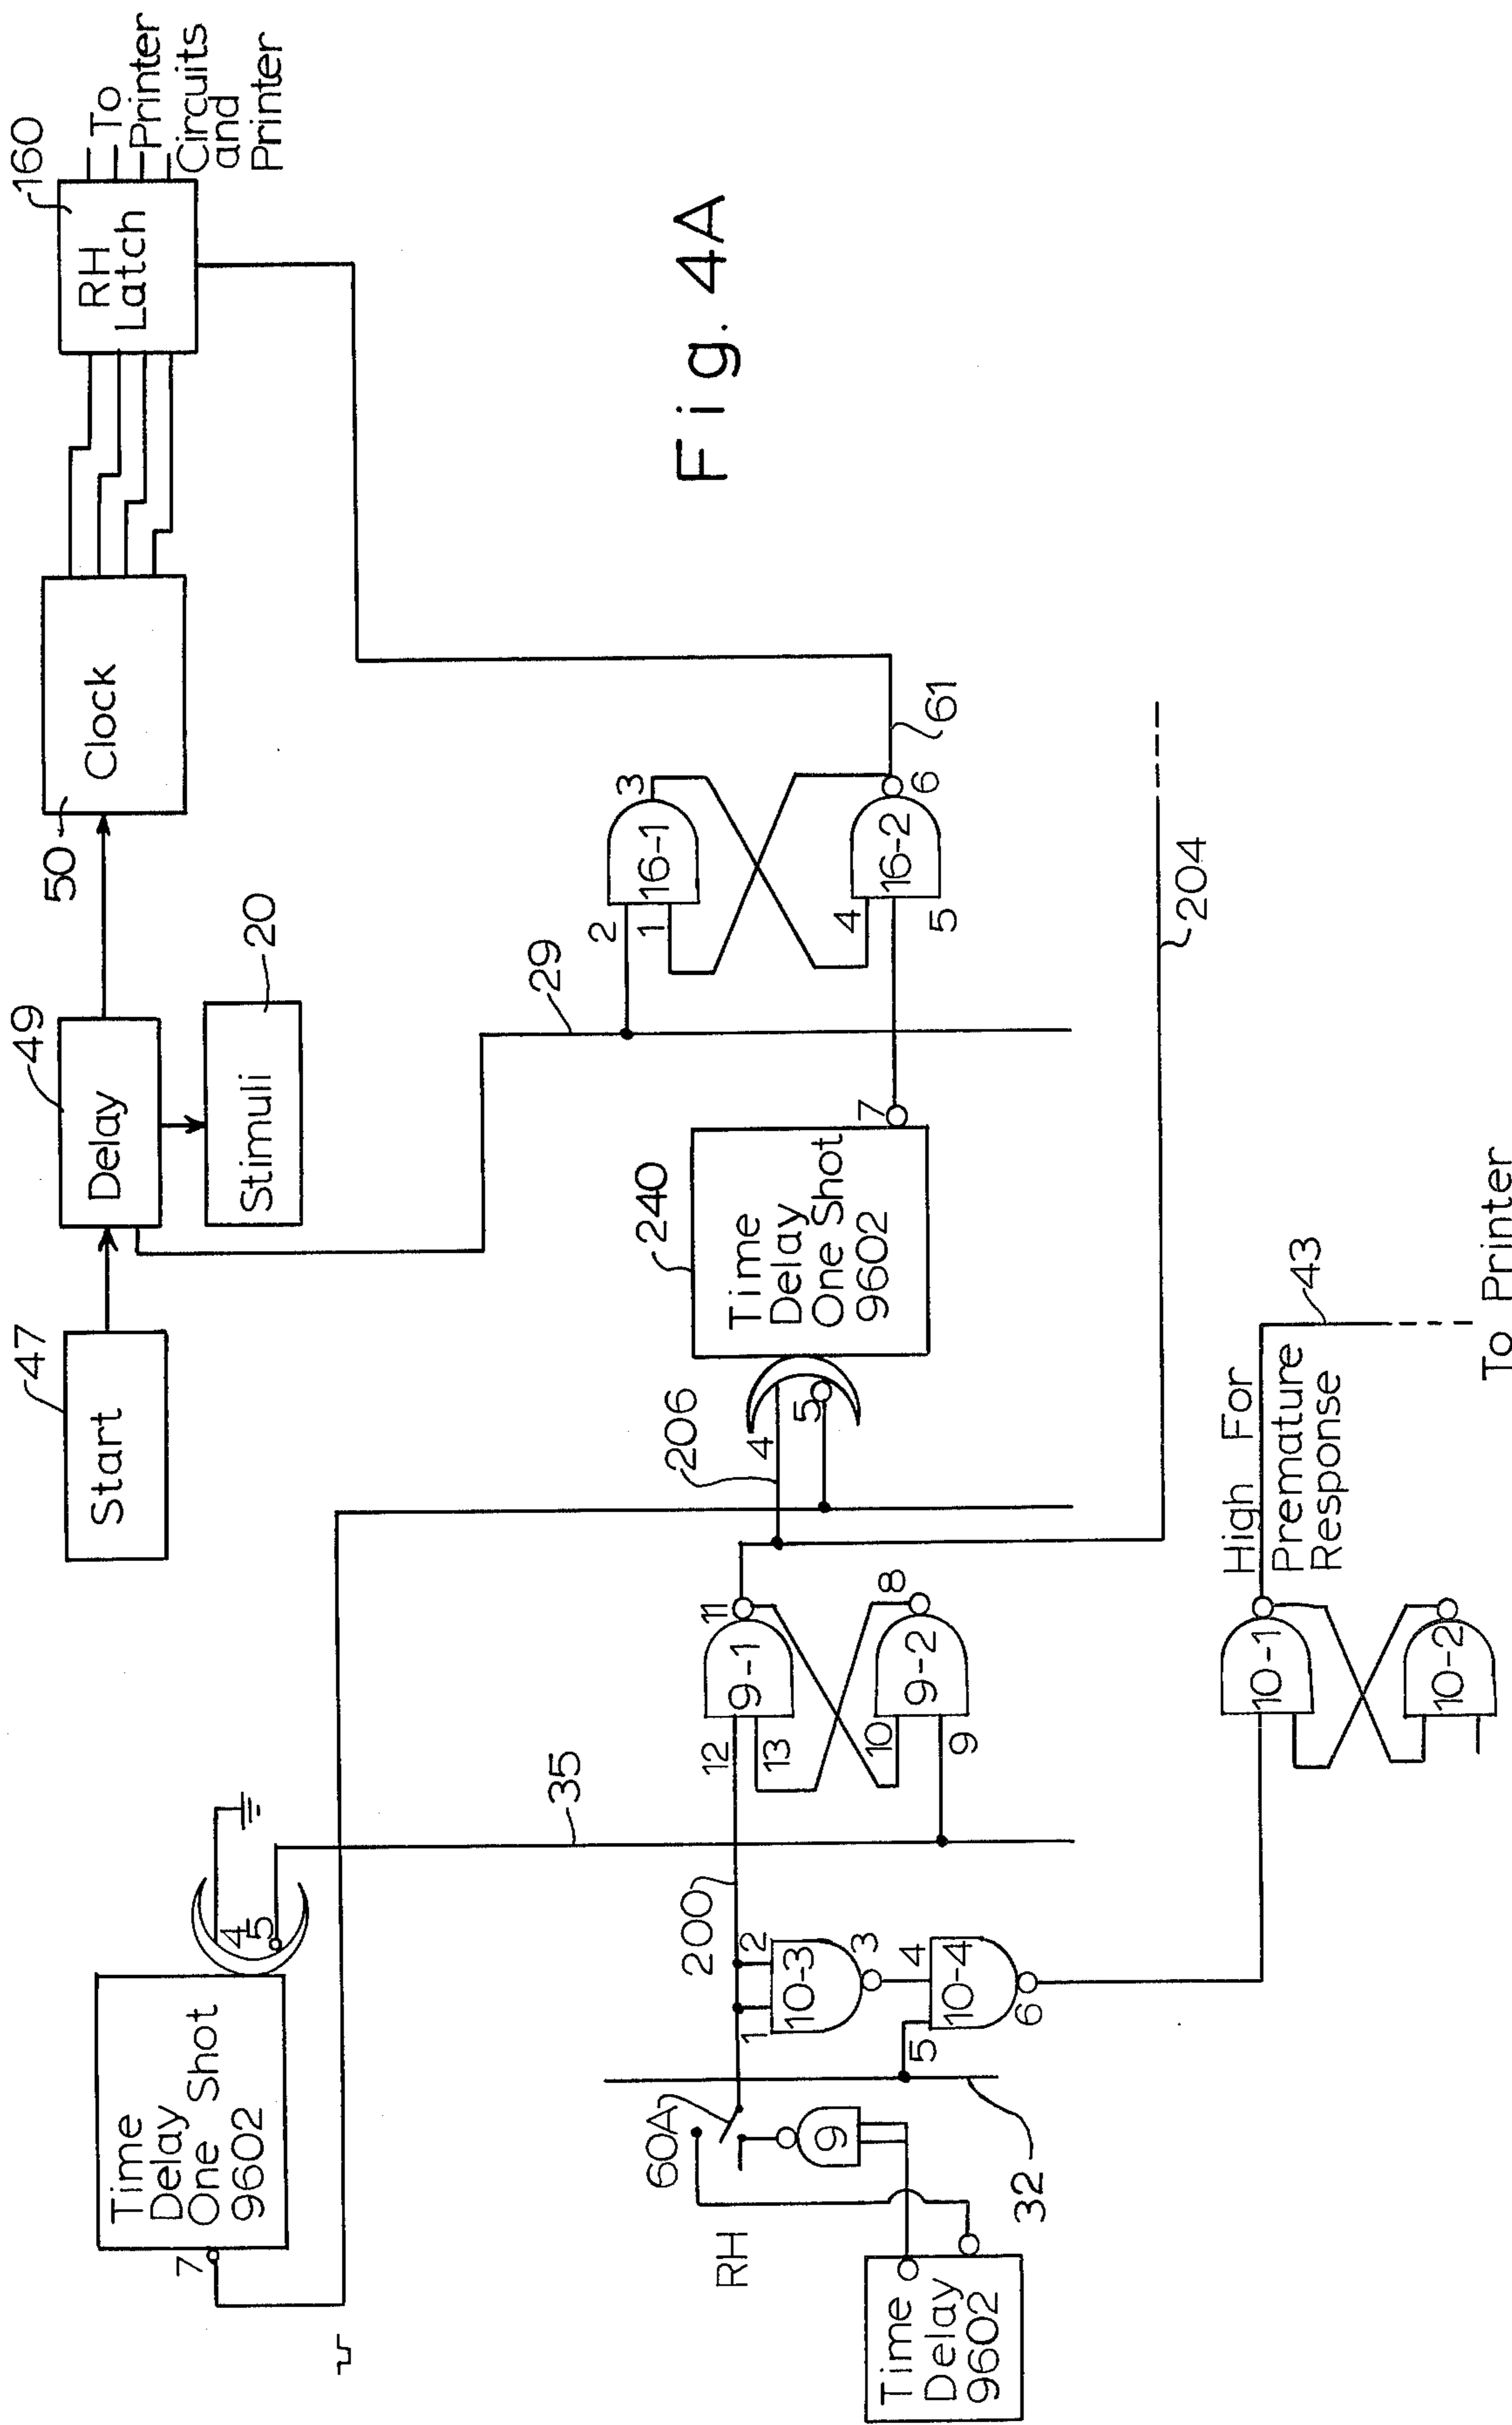 47
Start
49
Delay
20
Stimuli
50
Clock
160
RH
Latch
To
Printer
Circuits
and
Printer
Time
Delay
One Shot
9602
7
4
5
35
29
Fig. 4A
RH
60A
9
Time
Delay
9602
32
200
1
2
10-3
3
4
5
10-4
6
12
13
9-1
11
10
9
9-2
8
206
4
5
240
Time
Delay
One Shot
9602
7
2
1
16-1
3
4
5
16-2
6
61
204
10-1
10-2
High For
Premature
Response
43
To Printer